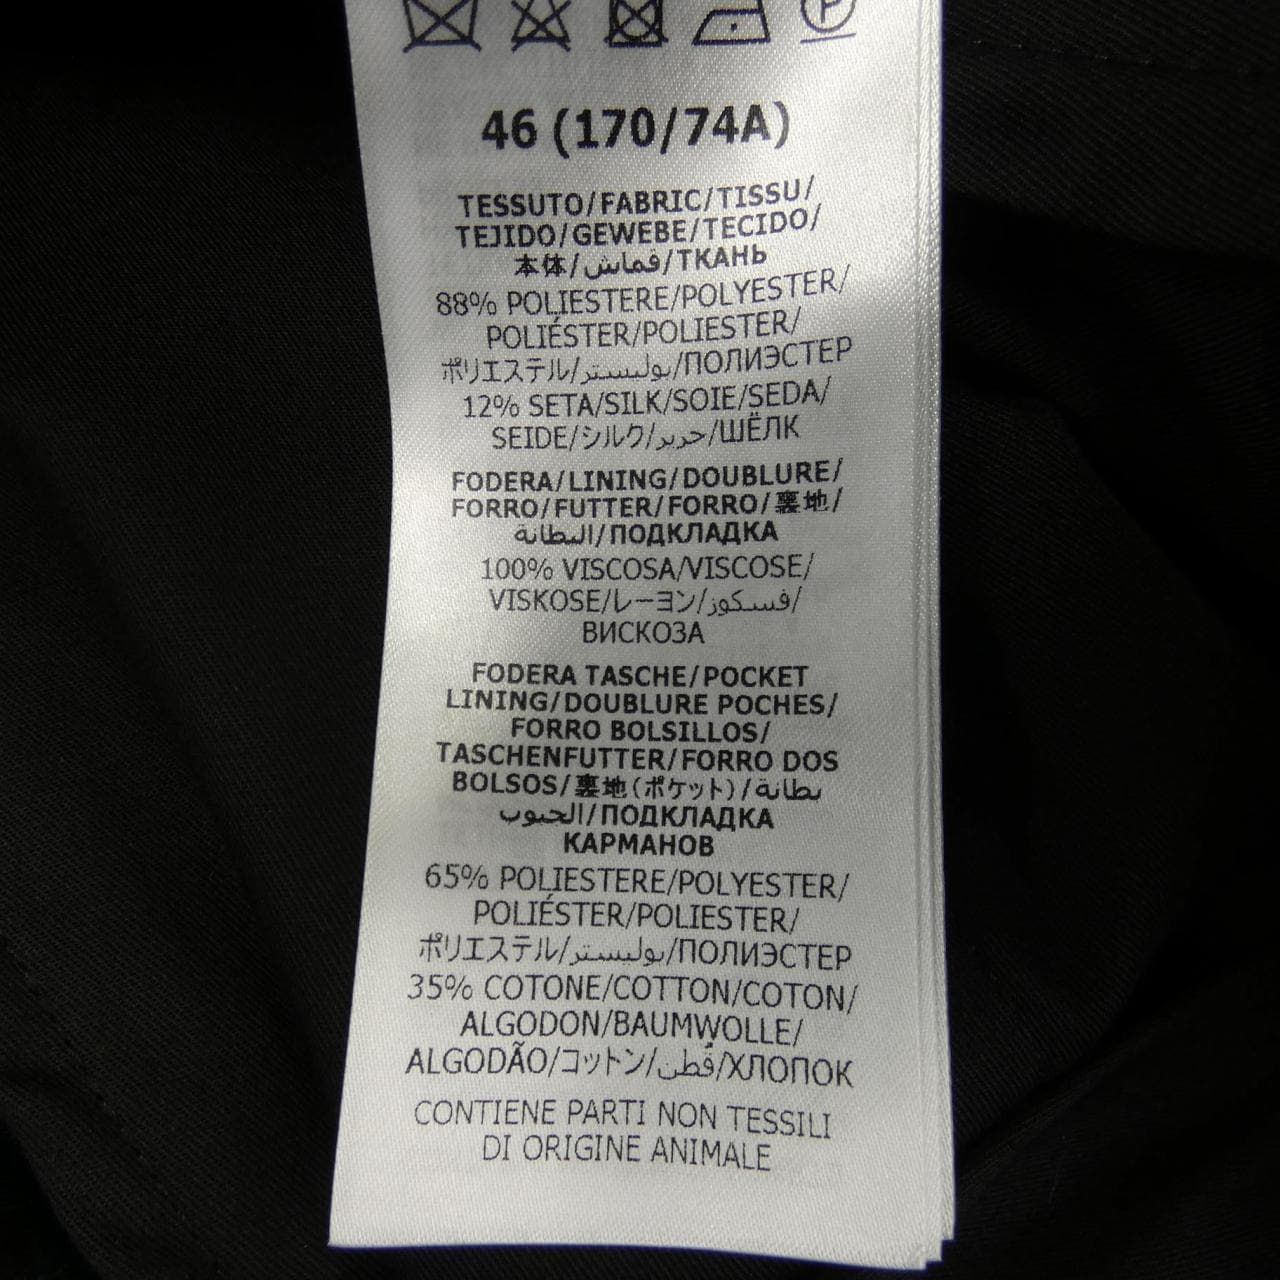 46 (170/74A)
TESSUTO/FABRIC/TISSU/
TEJIDO/GEWEBE/TECIDO/
本体/قماش/ТКАНЬ
88% POLIESTERE/POLYESTER/
POLIÉSTER/POLIESTER/
ポリエステル/بوليستر/ПОЛИЭСТЕР
12% SETA/SILK/SOIE/SEDA/
SEIDE/シルク/حرير/ШЁЛК
FODERA/LINING/DOUBLURE/
FORRO/FUTTER/FORRO/裏地/
البطانة/ПОДКЛАДКА
100% VISCOSA/VISCOSE/
VISKOSE/レーヨン/فسكوز/
ВИСКОЗА
FODERA TASCHE/POCKET
LINING/DOUBLURE POCHES/
FORRO BOLSILLOS/
TASCHENFUTTER/FORRO DOS
BOLSOS/裏地(ポケット)/بطانة
الجيوب/ПОДКЛАДКА
КАРМАНОВ
65% POLIESTERE/POLYESTER/
POLIÉSTER/POLIESTER/
ポリエステル/بوليستر/ПОЛИЭСТЕР
35% COTONE/COTTON/COTON/
ALGODON/BAUMWOLLE/
ALGODÃO/コットン/قطن/ХЛОПОК
CONTIENE PARTI NON TESSILI
DI ORIGINE ANIMALE